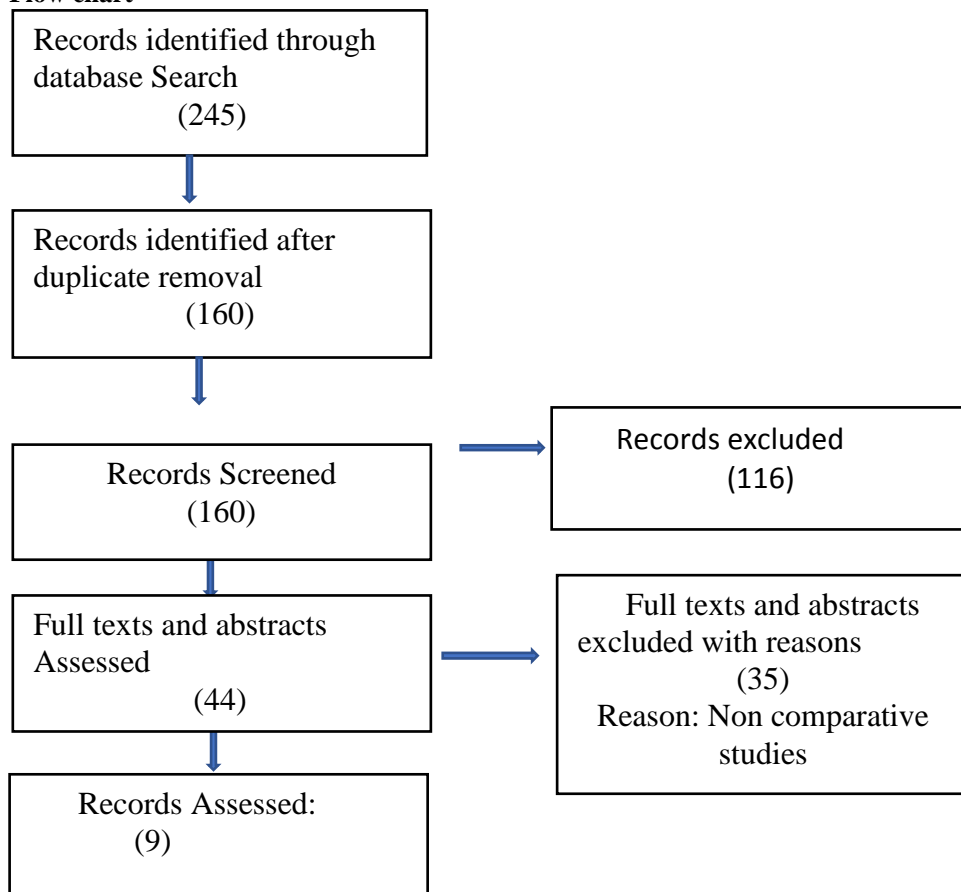 Flow chart
Records identified through
database Search
(245)
Records identified after
duplicate removal
(160)
Records Screened
(160)
Records excluded
(116)
Full texts and abstracts
Assessed
(44)
Full texts and abstracts
excluded with reasons
(35)
Reason: Non comparative
studies
Records Assessed:
(9)